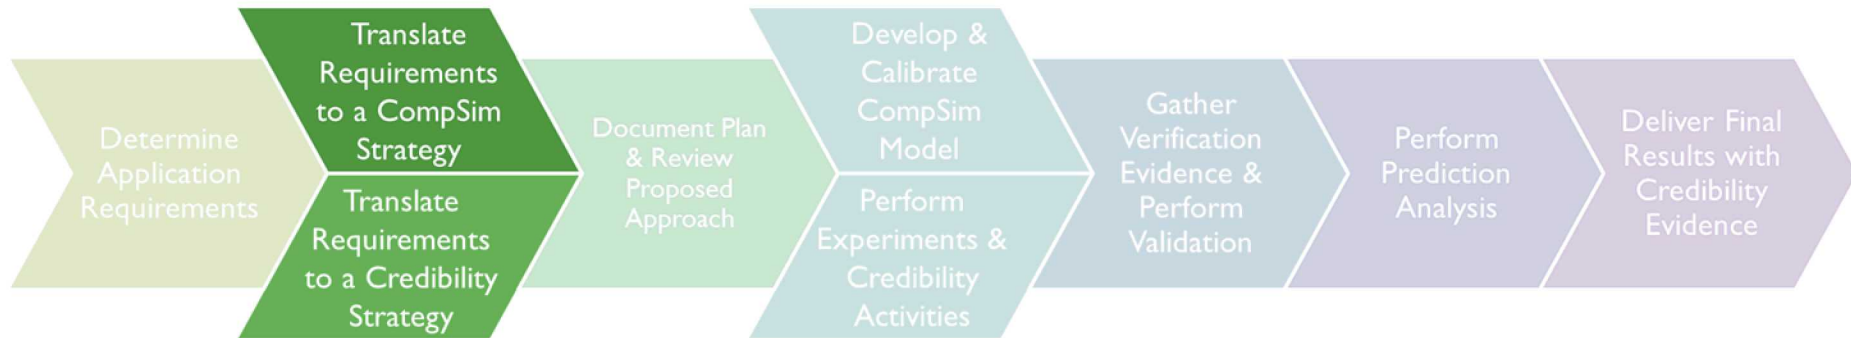 Determine
Application
Requirements
Translate
Requirements
to a CompSim
Strategy
Translate
Requirements
to a Credibility
Strategy
Document Plan
& Review
Proposed
Approach
Develop &
Calibrate
CompSim
Model
Perform
Experiments &
Credibility
Activities
Gather
Verification
Evidence &
Perform
Validation
Perform
Prediction
Analysis
Deliver Final
Results with
Credibility
Evidence